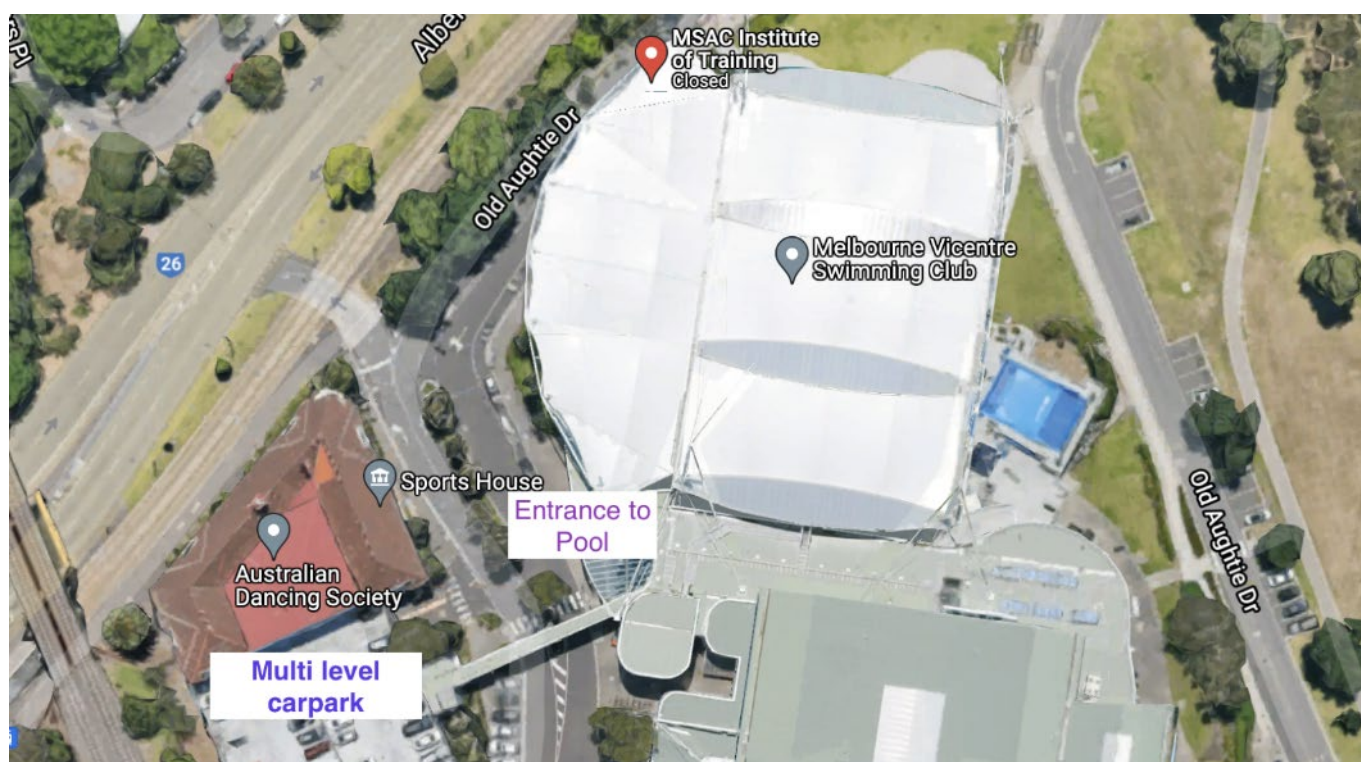 MSAC Institute
of Training
Closed
Old Aughtie Dr
26
Melbourne Vicentre
Swimming Club
Sports House
Entrance to
Pool
Australian
Dancing Society
Old Aughtie Dr
Multi level
carpark